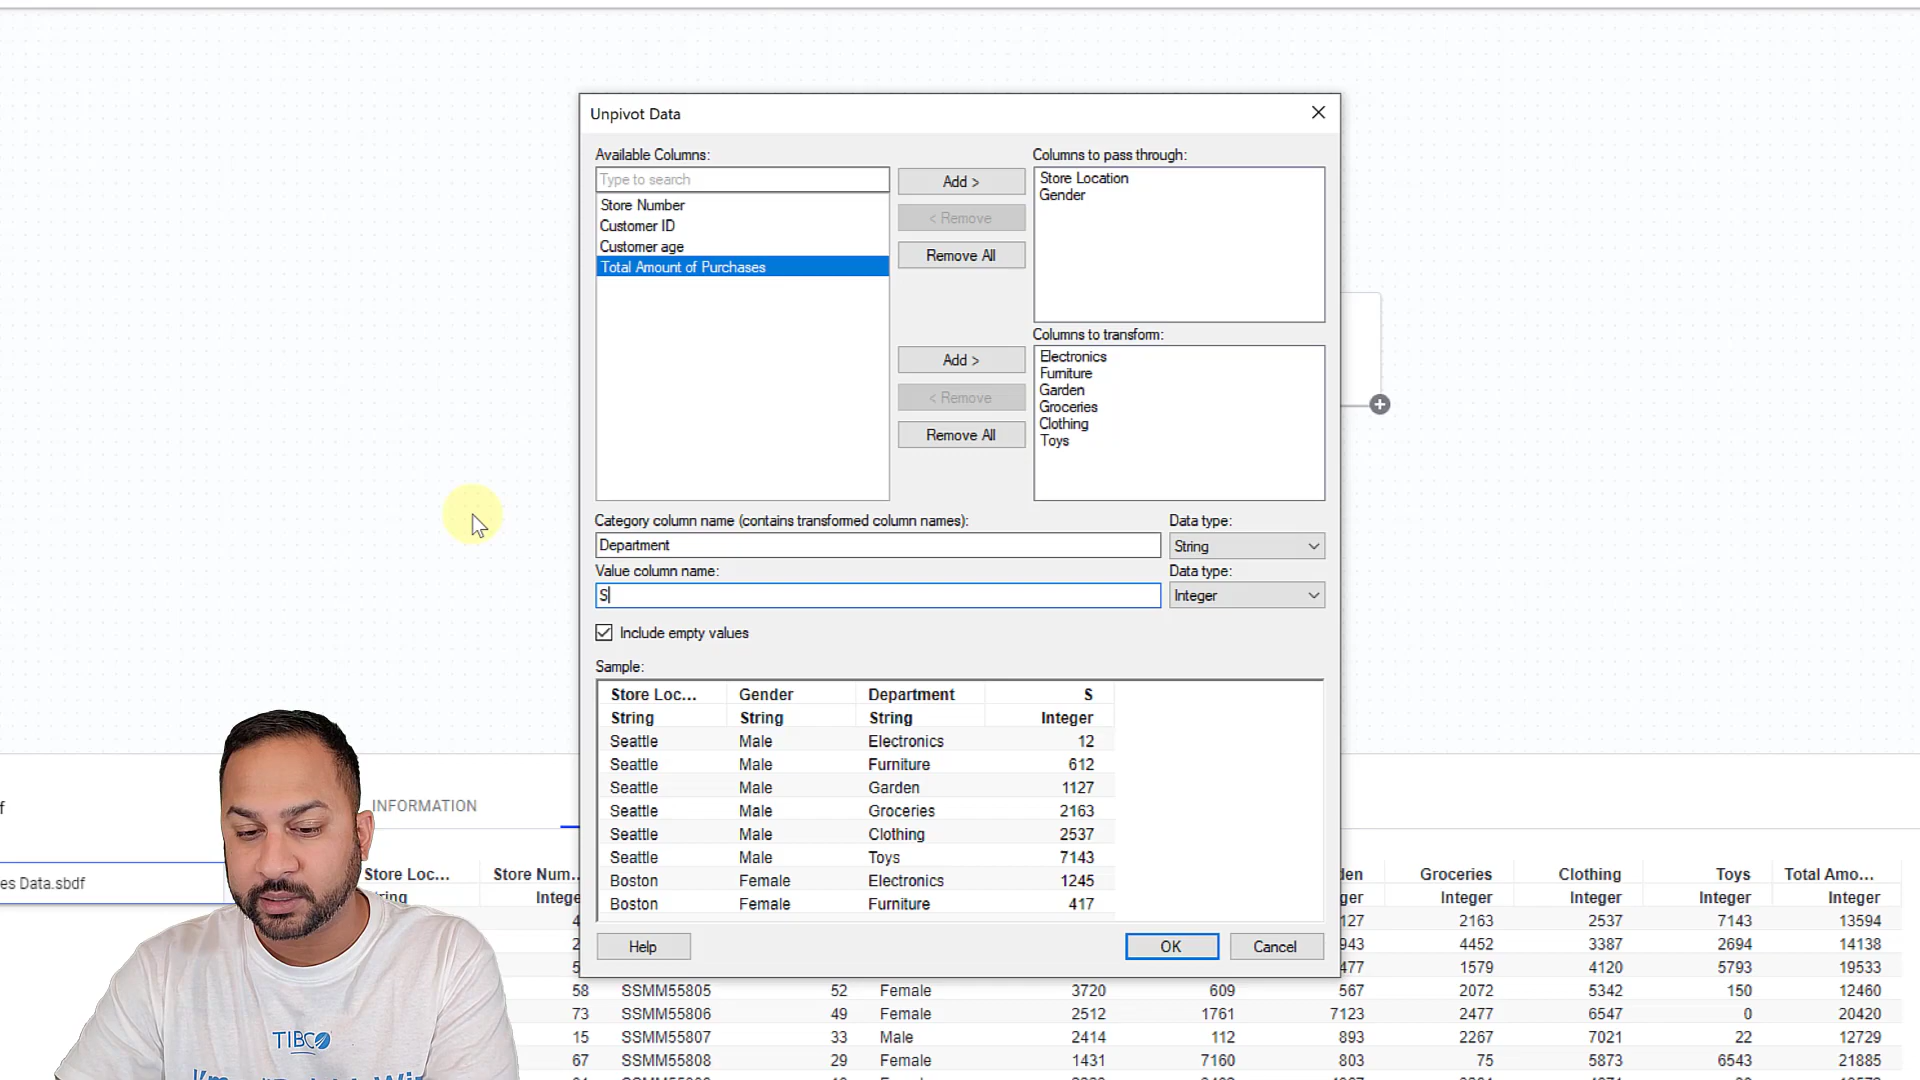 Unpivot Data
Available Columns:
Type to search
Store Number
Customer ID
Customer age
Total Amount of Purchases
Add >
< Remove
Remove All
Columns to pass through:
Store Location
Gender
Add >
< Remove
Remove All
Columns to transform:
Electronics
Furniture
Garden
Groceries
Clothing
Toys
Category column name (contains transformed column names):
Data type:
Department
String
Value column name:
Data type:
S
Integer
Include empty values
Sample:
Store Loc... Gender Department S
String String String Integer
Seattle Male Electronics 12
Seattle Male Furniture 612
Seattle Male Garden 1127
Seattle Male Groceries 2163
Seattle Male Clothing 2537
Seattle Male Toys 7143
Boston Female Electronics 1245
Boston Female Furniture 417
Help OK Cancel
INFORMATION
es Data.sbdf
Store Loc... Store Num... Groceries Clothing Toys Total Amo...
Integer Integer Integer Integer
127 2163 2537 7143 13594
943 4452 3387 2694 14138
477 1579 4120 5793 19533
58 SSMM55805 52 Female 3720 609 567 2072 5342 150 12460
73 SSMM55806 49 Female 2512 1761 7123 2477 6547 0 20420
15 SSMM55807 33 Male 2414 112 893 2267 7021 22 12729
67 SSMM55808 29 Female 1431 7160 803 75 5873 6543 21885
TIBCO